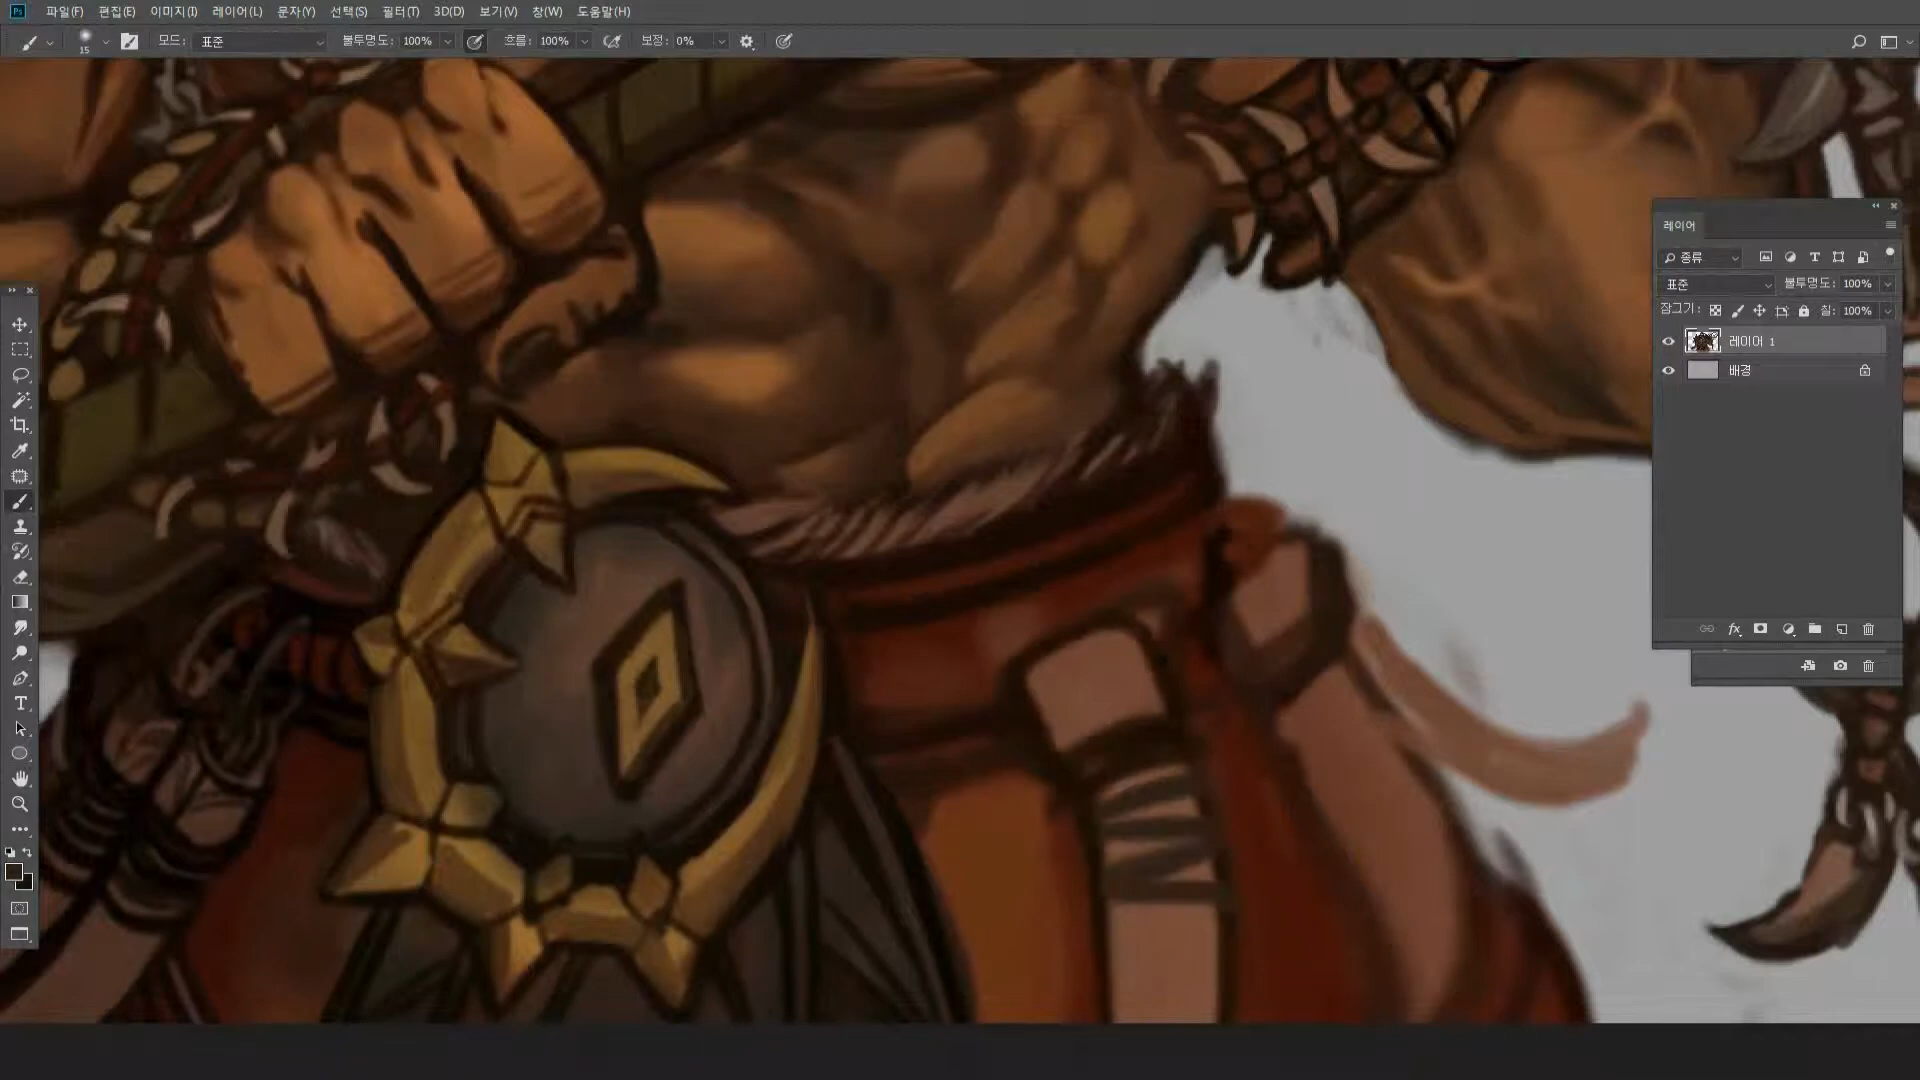 Ps 파일(F) 편집(E) 이미지(I) 레이어(L) 문자(Y) 선택(S) 필터(T) 3D(D) 보기(V) 창(W) 도움말(H)
15 모드: 표준 불투명도: 100% 흐름: 100% 보정: 0%
레이어
종류
표준 불투명도: 100%
잠그기: 칠: 100%
레이어 1
배경
fx